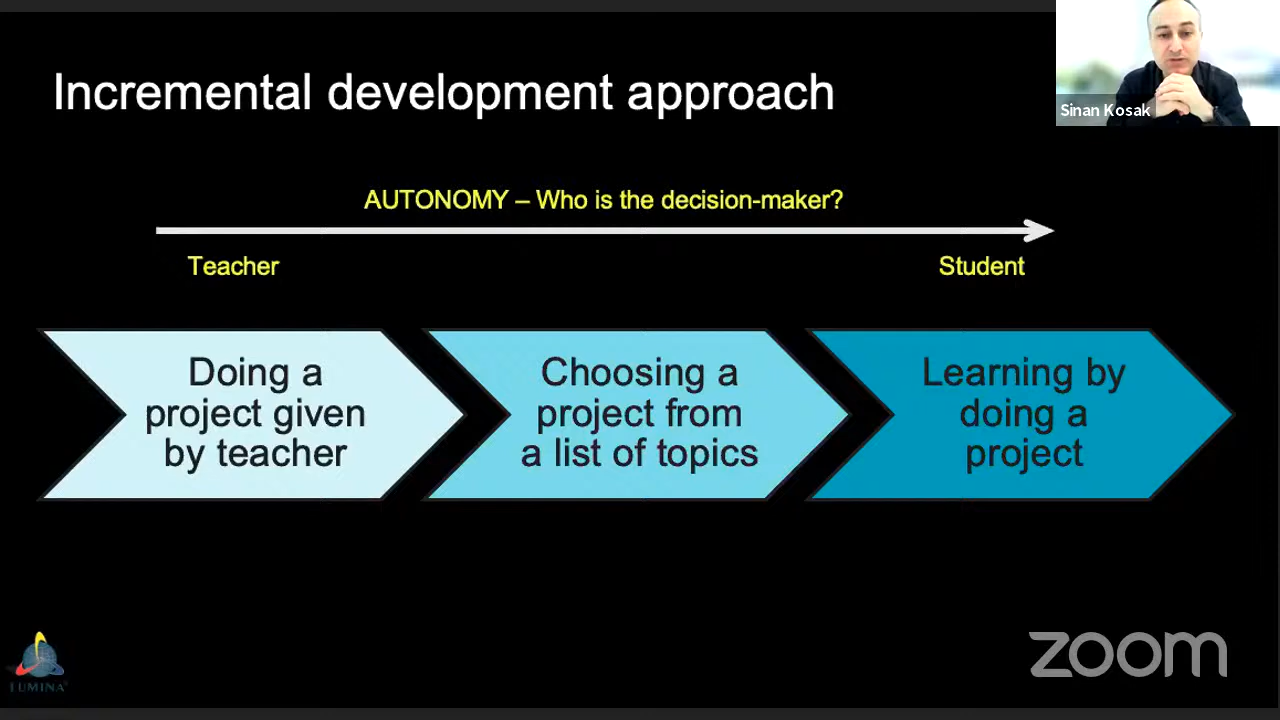 Incremental development approach
Sinan Kosak
AUTONOMY – Who is the decision-maker?
Teacher
Student
Doing a
project given
by teacher
Choosing a
project from
a list of topics
Learning by
doing a
project
LUMINA
zoom